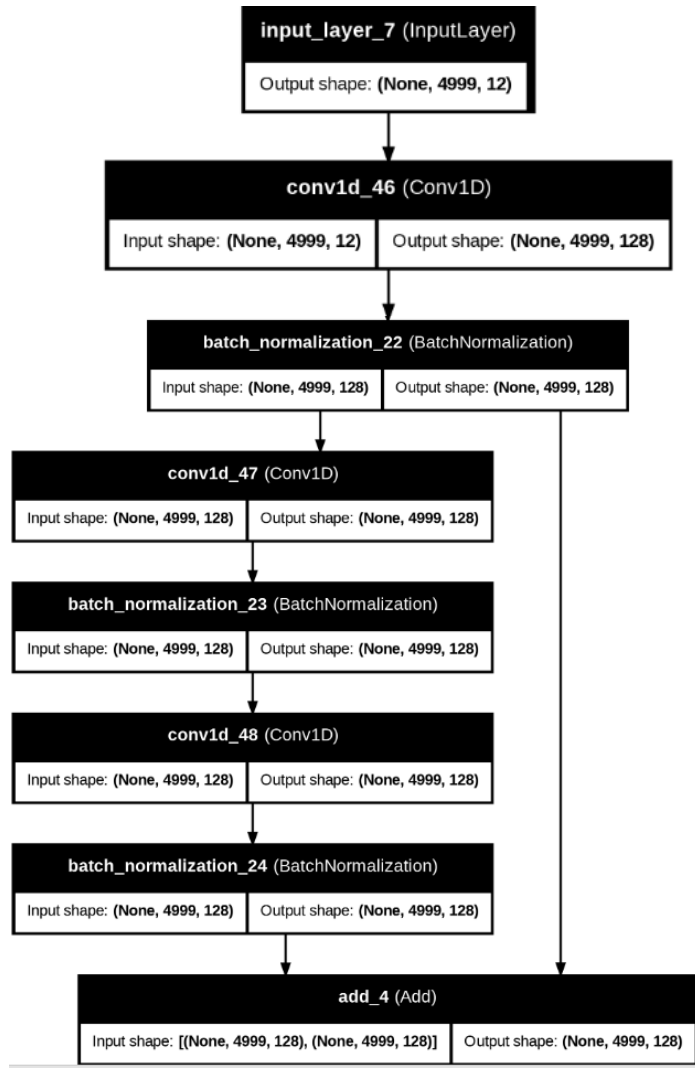 input_layer_7 (InputLayer)
Output shape: (None, 4999, 12)
conv1d_46 (Conv1D)
Input shape: (None, 4999, 12) Output shape: (None, 4999, 128)
batch_normalization_22 (BatchNormalization)
Input shape: (None, 4999, 128) Output shape: (None, 4999, 128)
conv1d_47 (Conv1D)
Input shape: (None, 4999, 128) Output shape: (None, 4999, 128)
batch_normalization_23 (BatchNormalization)
Input shape: (None, 4999, 128) Output shape: (None, 4999, 128)
conv1d_48 (Conv1D)
Input shape: (None, 4999, 128) Output shape: (None, 4999, 128)
batch_normalization_24 (BatchNormalization)
Input shape: (None, 4999, 128) Output shape: (None, 4999, 128)
add_4 (Add)
Input shape: [(None, 4999, 128), (None, 4999, 128)] Output shape: (None, 4999, 128)